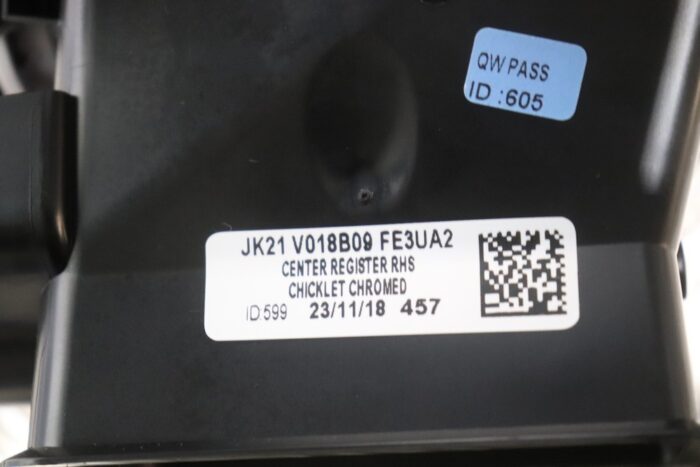 QW PASS
ID :605
JK21 V018B09 FE3UA2
CENTER REGISTER RHS
CHICKLET CHROMED
ID:599 23/11/18 457